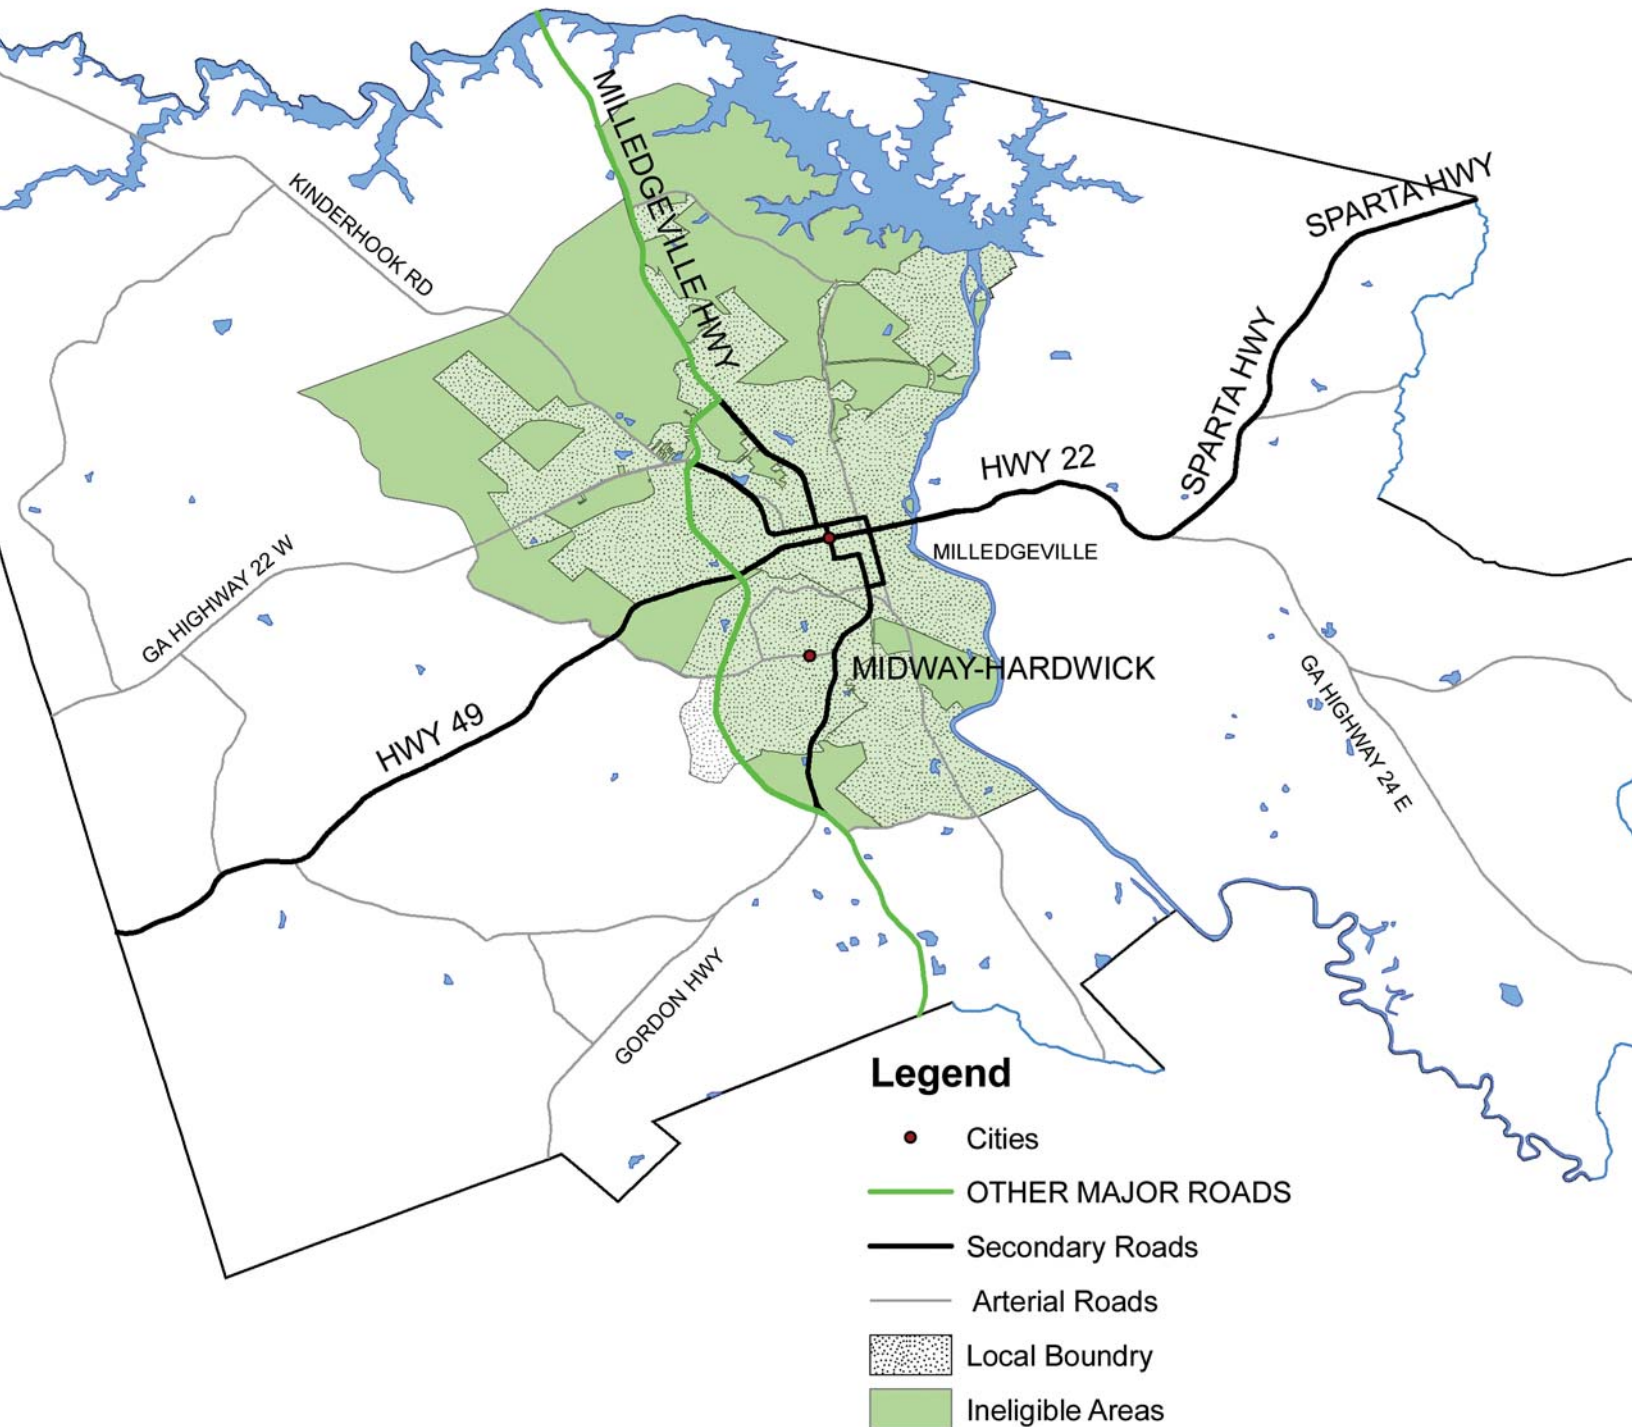 MILLEDGEVILLE HWY
SPARTA HWY
KINDERHOOK RD
SPARTA HWY
HWY 22
MILLEDGEVILLE
GA HIGHWAY 22 W
MIDWAY-HARDWICK
GA HIGHWAY 24 E
HWY 49
GORDON HWY
Legend
Cities
OTHER MAJOR ROADS
Secondary Roads
Arterial Roads
Local Boundry
Ineligible Areas